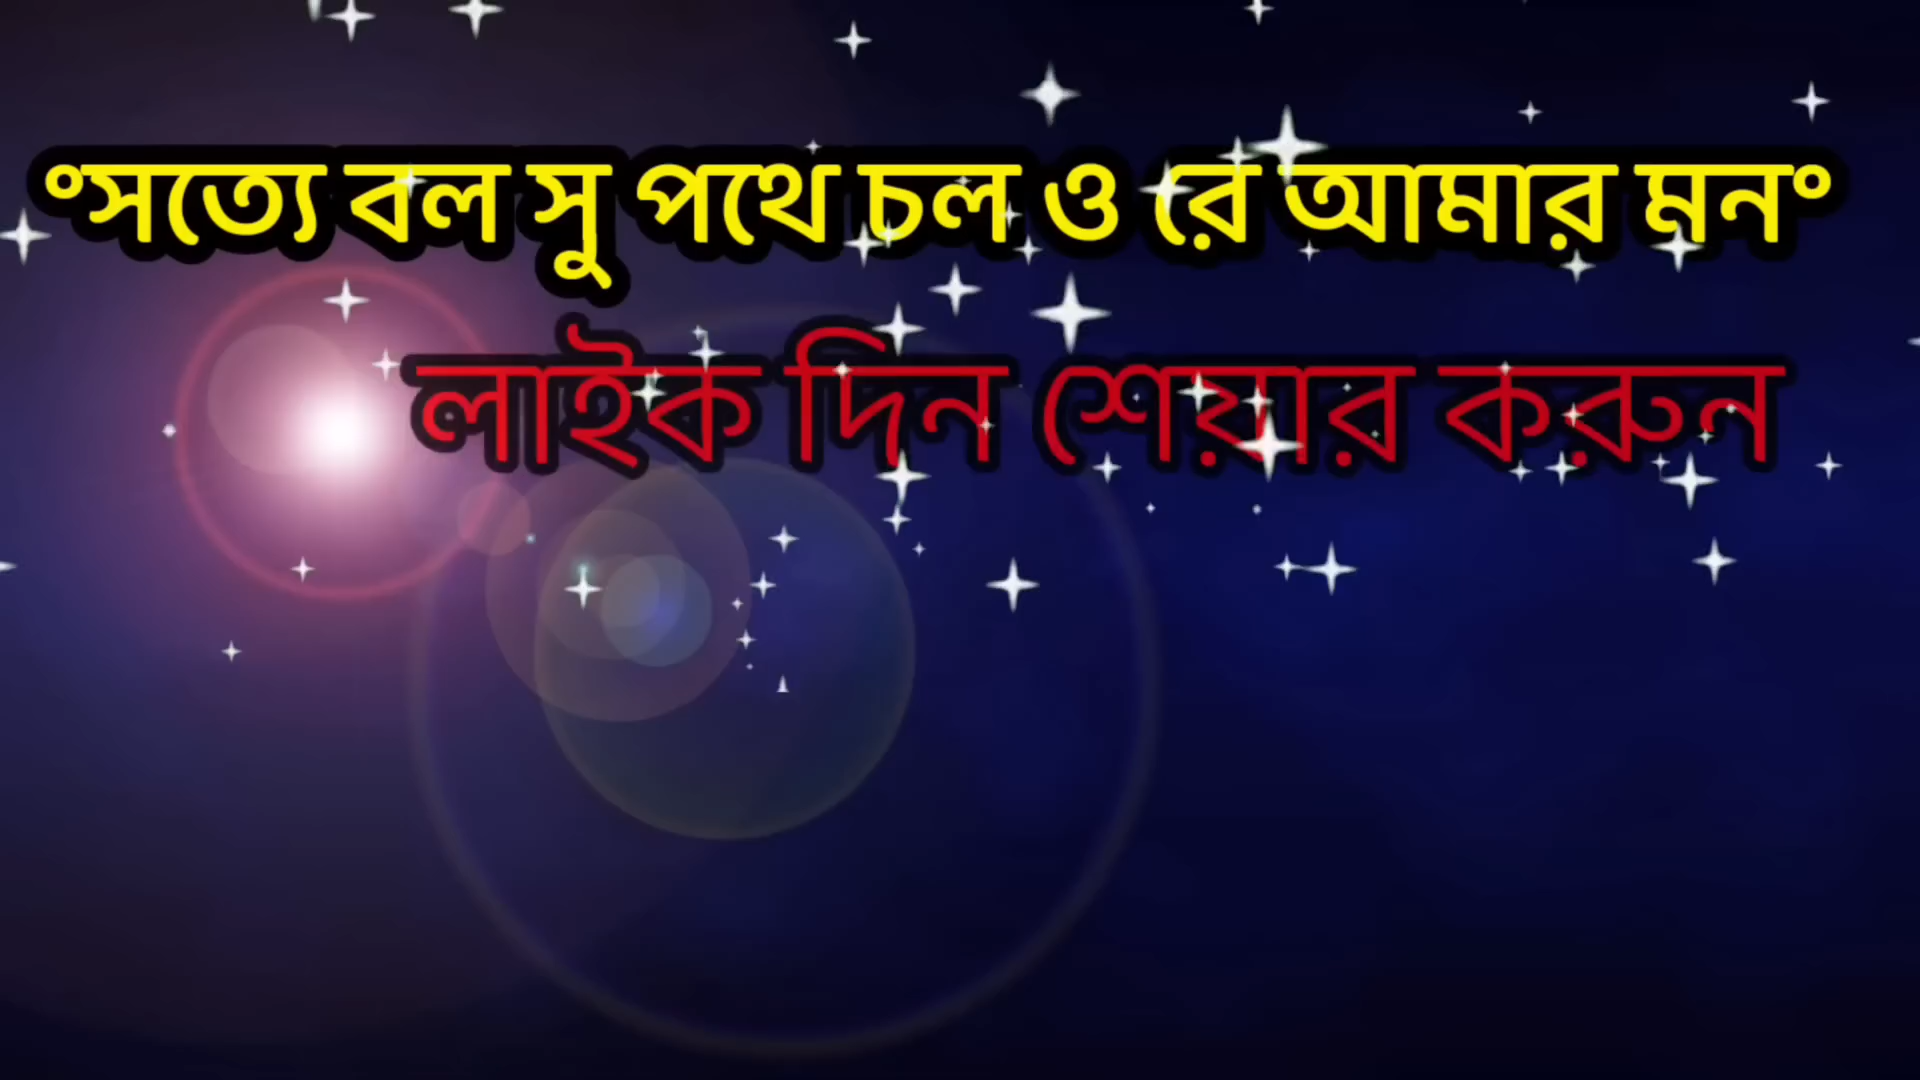 °সত্যে বল সু পথে চল ও রে আমার মন°
লাইক দিন শেয়ার করুন